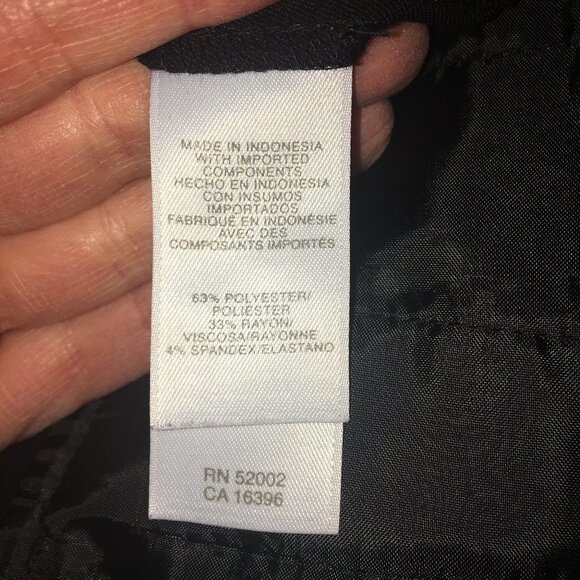 MADE IN INDONESIA
WITH IMPORTED
COMPONENTS
HECHO EN INDONESIA
CON INSUMOS
IMPORTADOS
FABRIQUÉ EN INDONÉSIE
AVEC DES
COMPOSANTS IMPORTÉS
63% POLYESTER/
POLIÉSTER
33% RAYON/
VISCOSA/RAYONNE
4% SPANDEX/ELASTANO
RN 52002
CA 16396